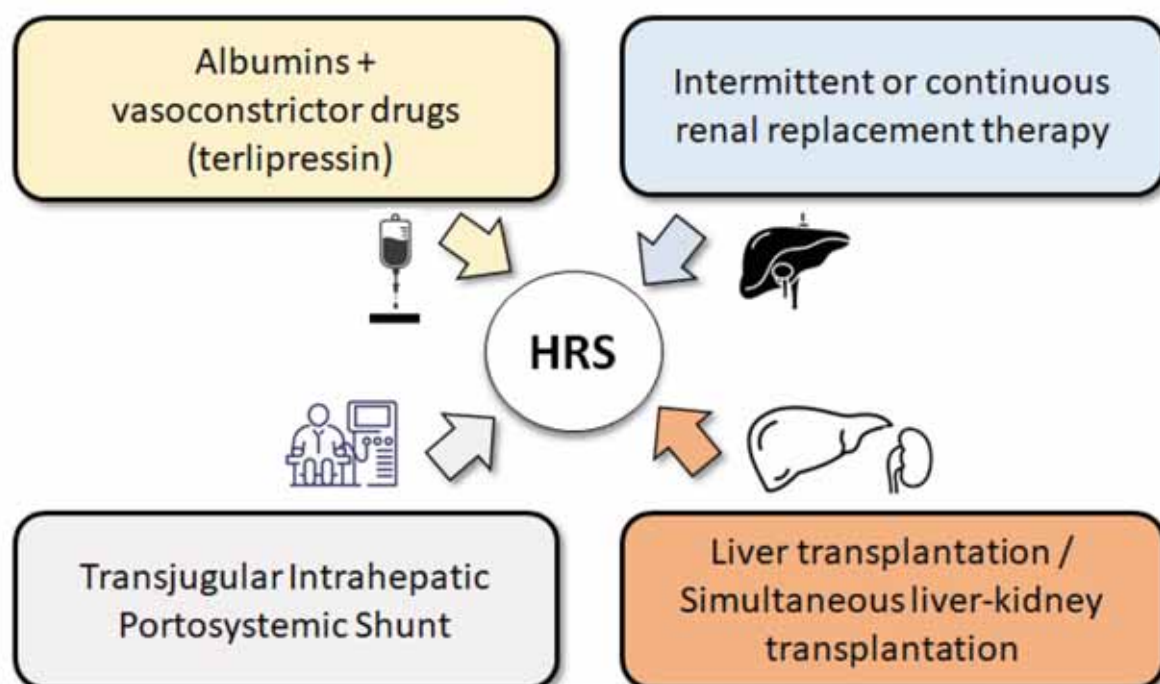 Albumins +
vasoconstrictor drugs
(terlipressin)
Intermittent or continuous
renal replacement therapy
HRS
Transjugular Intrahepatic
Portosystemic Shunt
Liver transplantation /
Simultaneous liver-kidney
transplantation